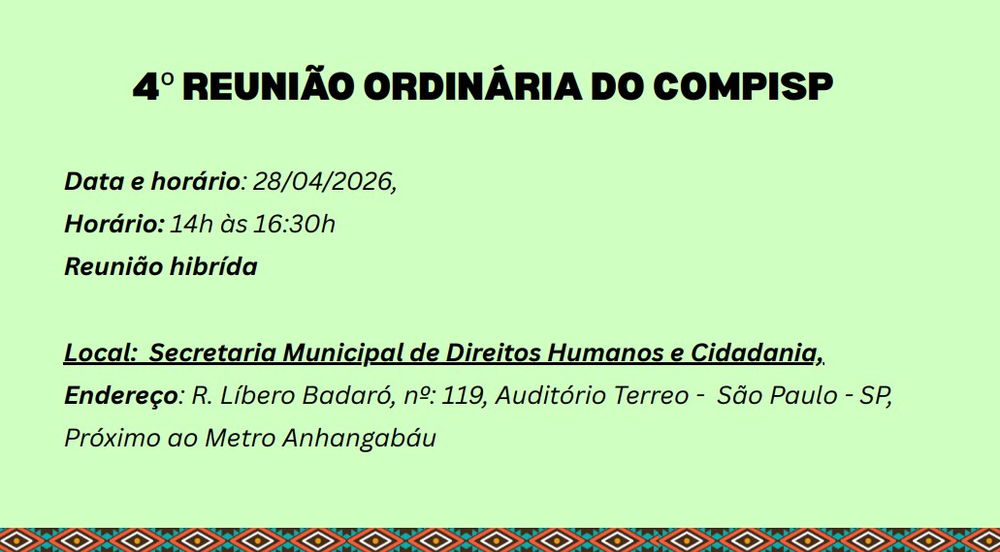 4º REUNIÃO ORDINÁRIA DO COMPISP
Data e horário: 28/04/2026,
Horário: 14h às 16:30h
Reunião hibrída
Local: Secretaria Municipal de Direitos Humanos e Cidadania,
Endereço: R. Líbero Badaró, nº: 119, Auditório Terreo - São Paulo - SP,
Próximo ao Metro Anhangabáu